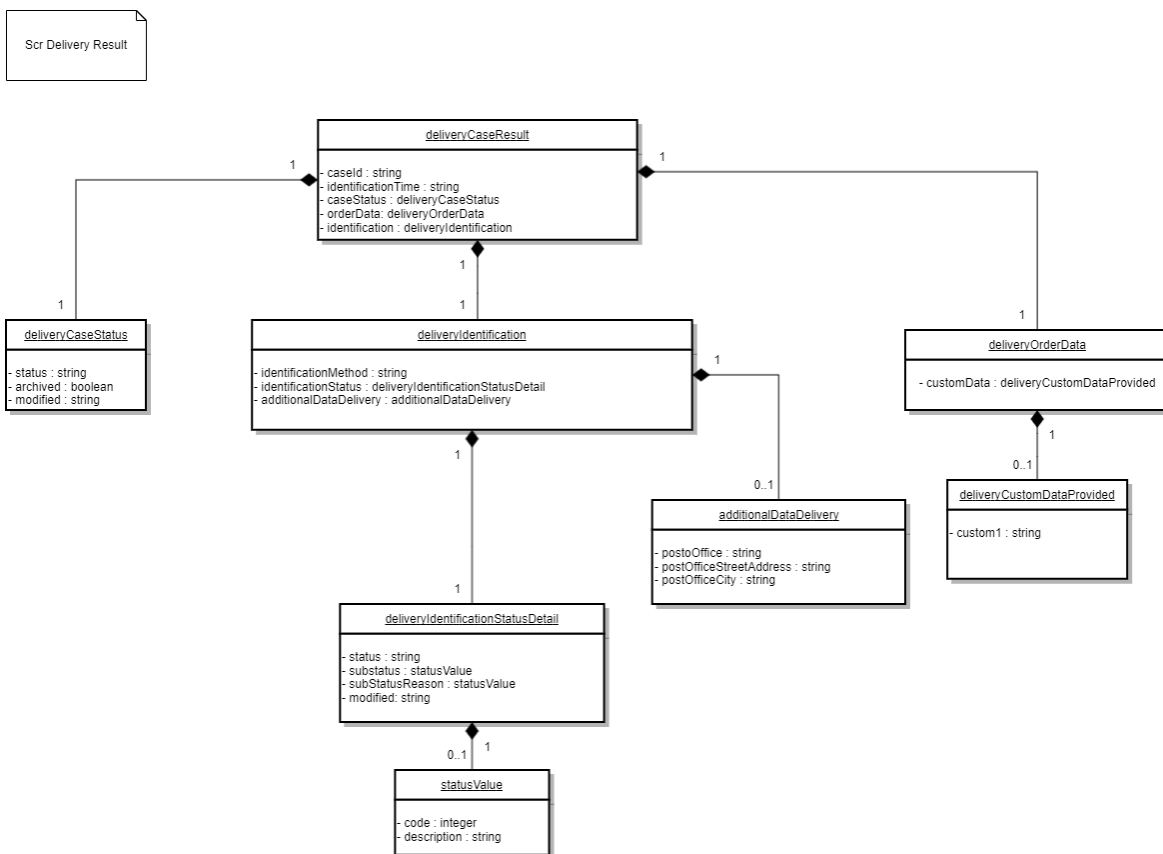 Scr Delivery Result
deliveryCaseResult
- caseId : string
- identificationTime : string
- caseStatus : deliveryCaseStatus
- orderData: deliveryOrderData
- identification : deliveryIdentification
1
1
1
1
1
1
deliveryCaseStatus
- status : string
- archived : boolean
- modified : string
deliveryIdentification
- identificationMethod : string
- identificationStatus : deliveryIdentificationStatusDetail
- additionalDataDelivery : additionalDataDelivery
1
1
0..1
1
deliveryOrderData
- customData : deliveryCustomDataProvided
1
0..1
deliveryCustomDataProvided
- custom1 : string
additionalDataDelivery
- postoOffice : string
- postOfficeStreetAddress : string
- postOfficeCity : string
deliveryIdentificationStatusDetail
- status : string
- substatus : statusValue
- subStatusReason : statusValue
- modified: string
1
0..1
statusValue
- code : integer
- description : string